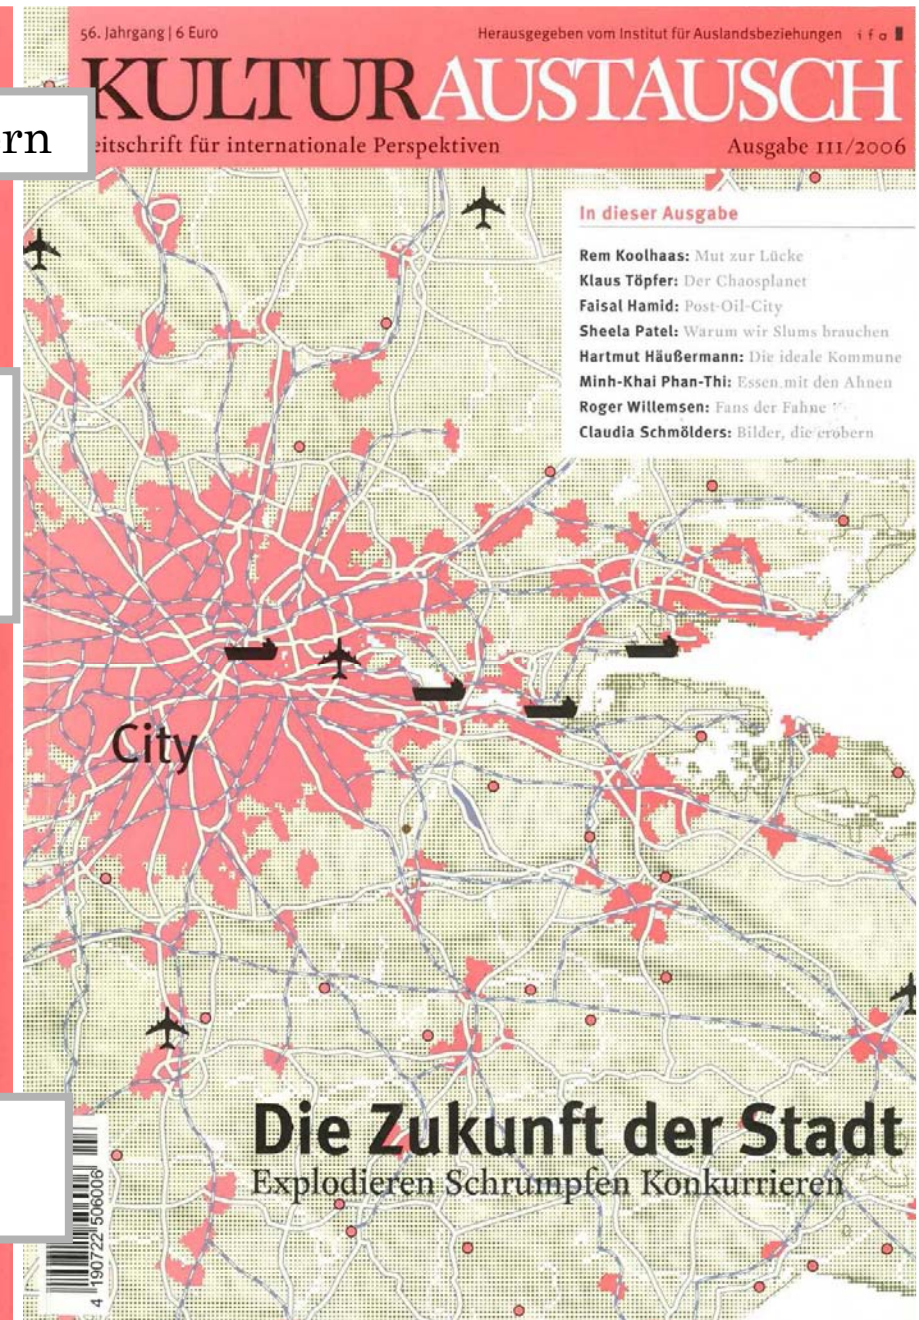 56. Jahrgang | 6 Euro
Herausgegeben vom Institut für Auslandsbeziehungen ifa
KULTURAUSTAUSCH
rn
eitschrift für internationale Perspektiven
Ausgabe III/2006
In dieser Ausgabe
Rem Koolhaas: Mut zur Lücke
Klaus Töpfer: Der Chaosplanet
Faisal Hamid: Post-Oil-City
Sheela Patel: Warum wir Slums brauchen
Hartmut Häußermann: Die ideale Kommune
Minh-Khai Phan-Thi: Essen mit den Ahnen
Roger Willemsen: Fans der Fahne
Claudia Schmölders: Bilder, die erobern
City
Die Zukunft der Stadt
Explodieren Schrumpfen Konkurrieren
4 190722 506006